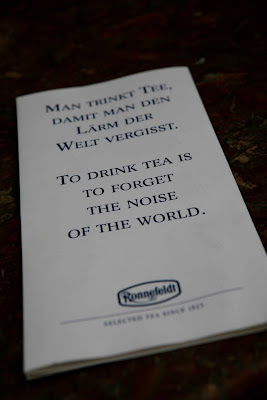 Man trinkt Tee,
damit man den
Lärm der
Welt vergisst.
To drink tea is
to forget
the noise
of the world.
Ronnefeldt
SELECTED TEA SINCE 1823